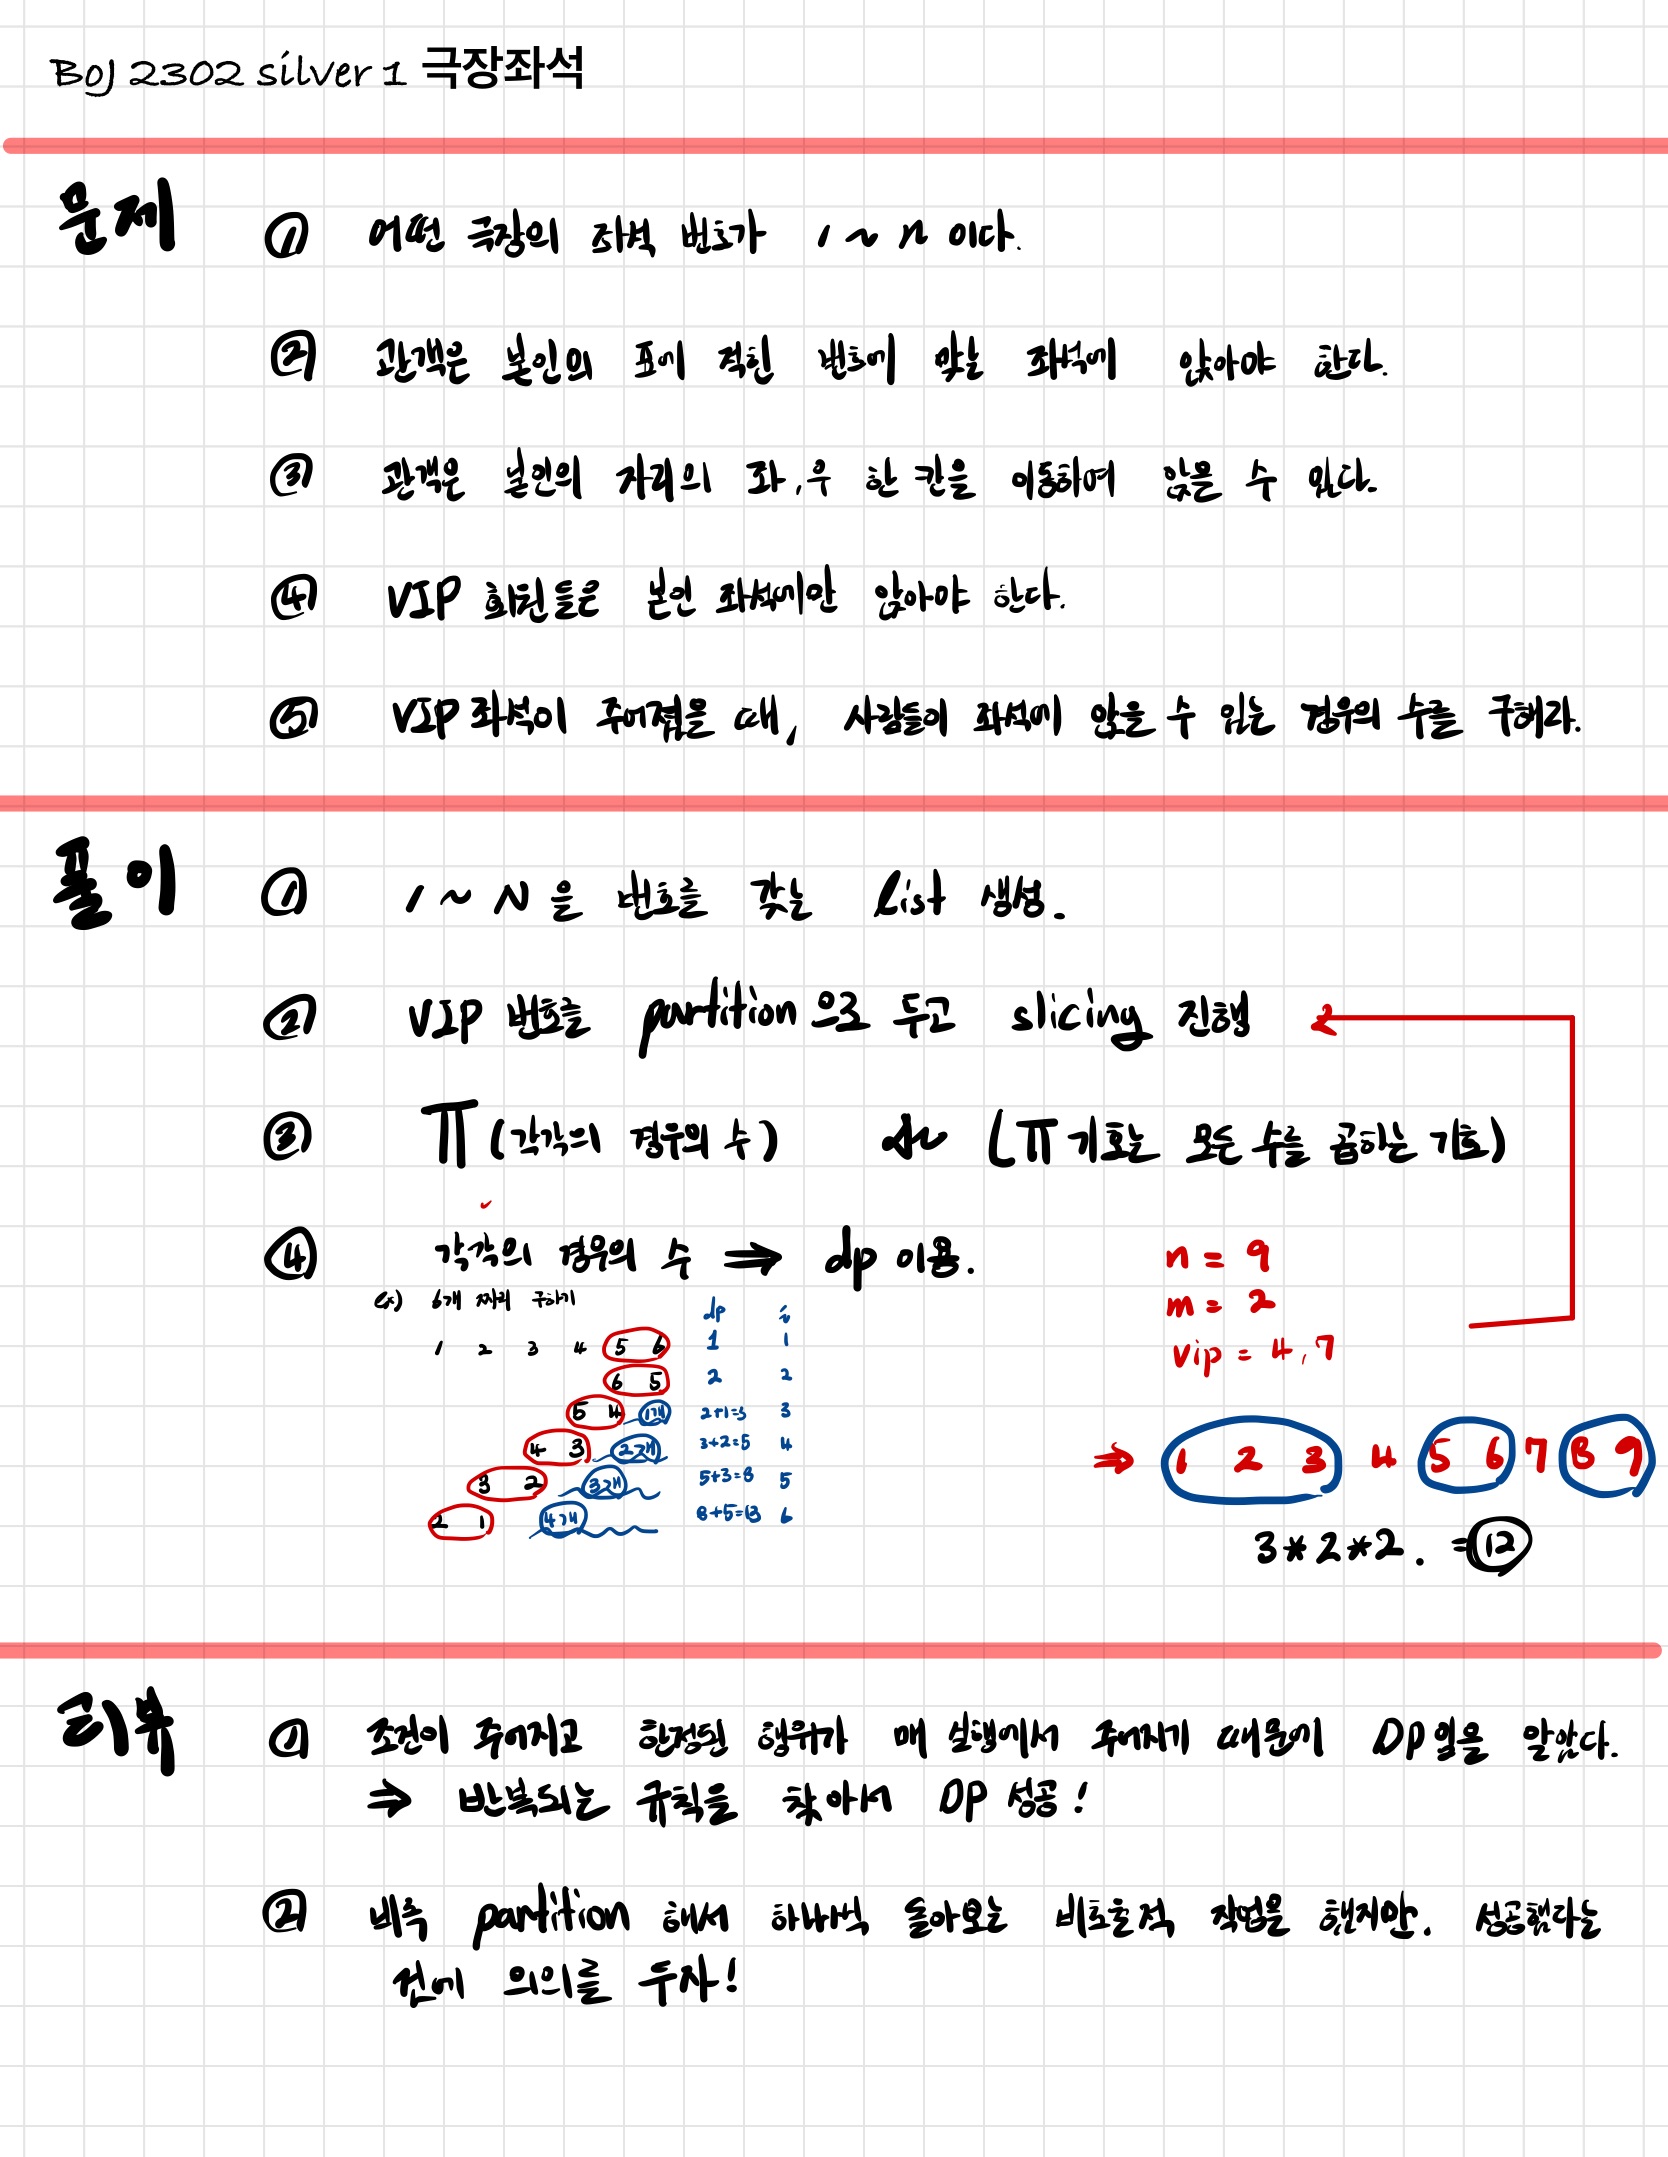 BOJ 2302 silver 1 극장좌석
문제
① 어떤 극장의 좌석 번호가 1 ~ n 이다.
② 관객은 본인의 표에 적힌 번호에 맞는 좌석에 앉아야 한다.
③ 관객은 본인의 자리의 좌,우 한 칸을 이동하여 앉을 수 있다.
④ VIP 회원들은 본인 좌석에만 앉아야 한다.
⑤ VIP 좌석이 주어졌을 때, 사람들이 좌석에 앉을 수 있는 경우의 수를 구해라.
풀이
① 1 ~ N 을 번호를 갖는 list 생성.
② VIP 번호를 partition으로 두고 slicing 진행
③ π (각각의 경우의 수) (π 기호는 모든 수를 곱하는 기호)
④ 각각의 경우의 수 ⇒ dp 이용.
ex) 6개 짜리 구하기
dp i
1 2 3 4 5 6 1 1
6 5 2 2
5 4 1개 2+1=3 3
4 3 2개 3+2=5 4
3 2 3개 5+3=8 5
2 1 4개 8+5=13 6
n = 9
m = 2
vip = 4,7
⇒ 1 2 3 4 5 6 7 8 9
3*2*2. =12
리뷰
① 조건이 주어지고 한정된 행위가 매 실행에서 주어지기 때문에 DP임을 알았다.
⇒ 반복되는 규칙을 찾아서 DP 성공!
② 비록 partition 해서 하나씩 돌아보는 비효율적 작업을 했지만. 성공했다는
것에 의의를 두자!